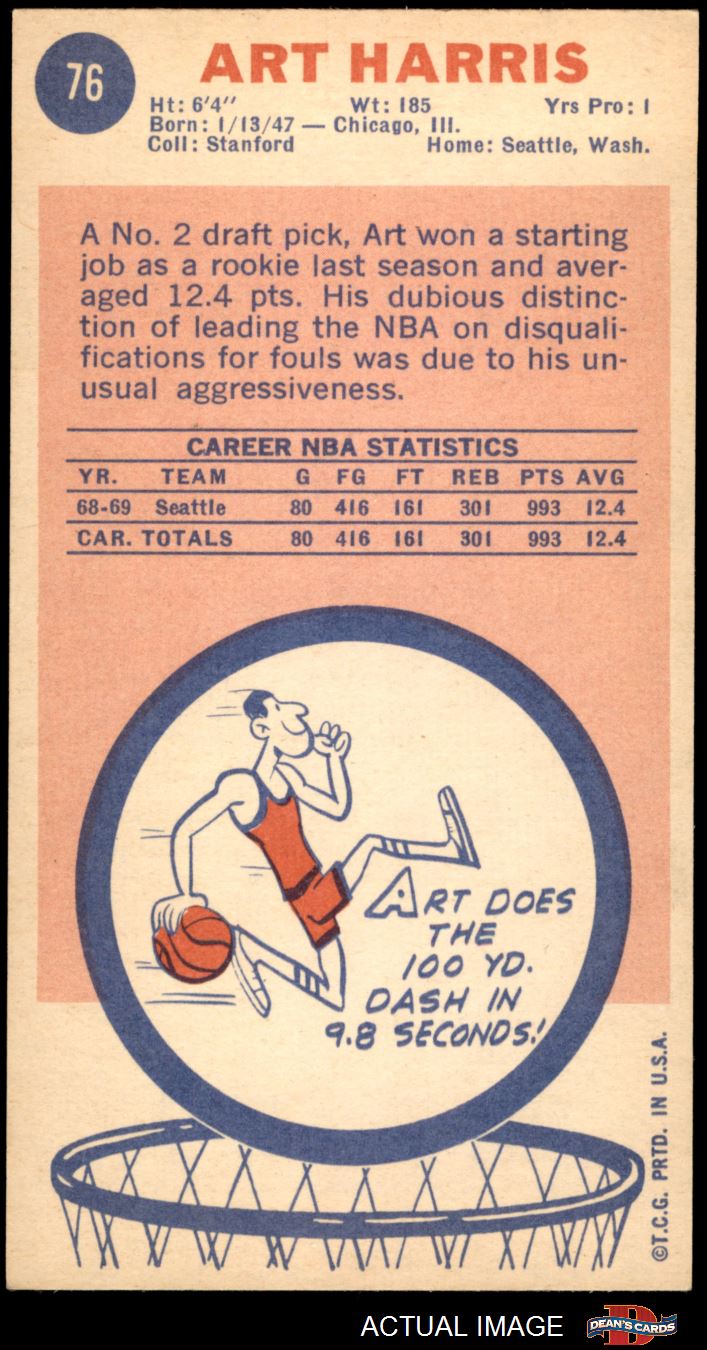 76
ART HARRIS
Ht: 6'4" Wt: 185 Yrs Pro: 1
Born: 1/13/47 — Chicago, Ill.
Coll: Stanford Home: Seattle, Wash.
A No. 2 draft pick, Art won a starting
job as a rookie last season and aver-
aged 12.4 pts. His dubious distinc-
tion of leading the NBA on disquali-
fications for fouls was due to his un-
usual aggressiveness.
CAREER NBA STATISTICS
YR. TEAM G FG FT REB PTS AVG
68-69 Seattle 80 416 161 301 993 12.4
CAR. TOTALS 80 416 161 301 993 12.4
ART DOES
THE
100 YD.
DASH IN
9.8 SECONDS!
©T.C.G. PRTD. IN U.S.A.
ACTUAL IMAGE
D
DEAN'S CARDS